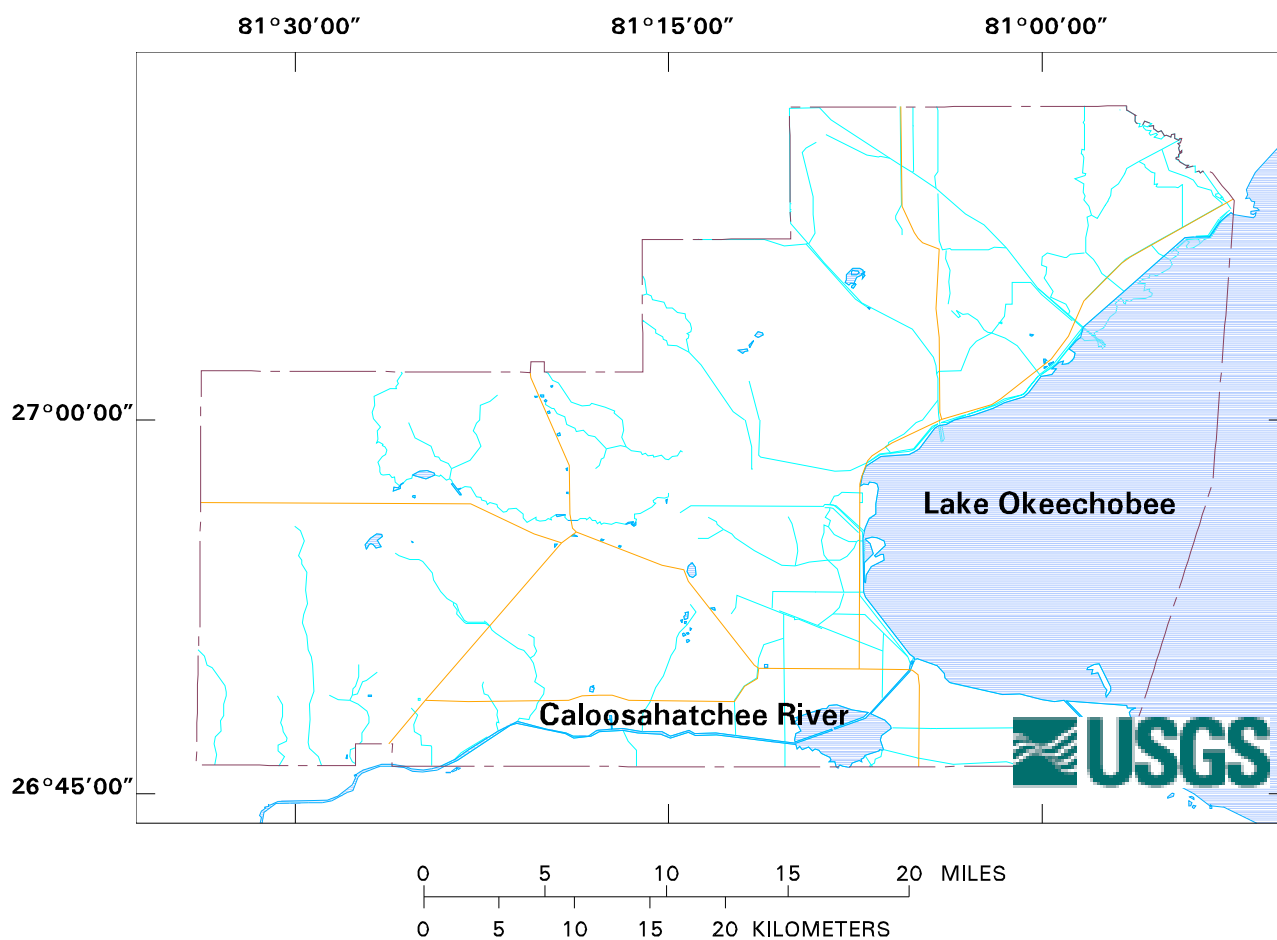 81°30'00" 81°15'00" 81°00'00"
27°00'00"
Lake Okeechobee
Caloosahatchee River
USGS
26°45'00"
0 5 10 15 20 MILES
0 5 10 15 20 KILOMETERS